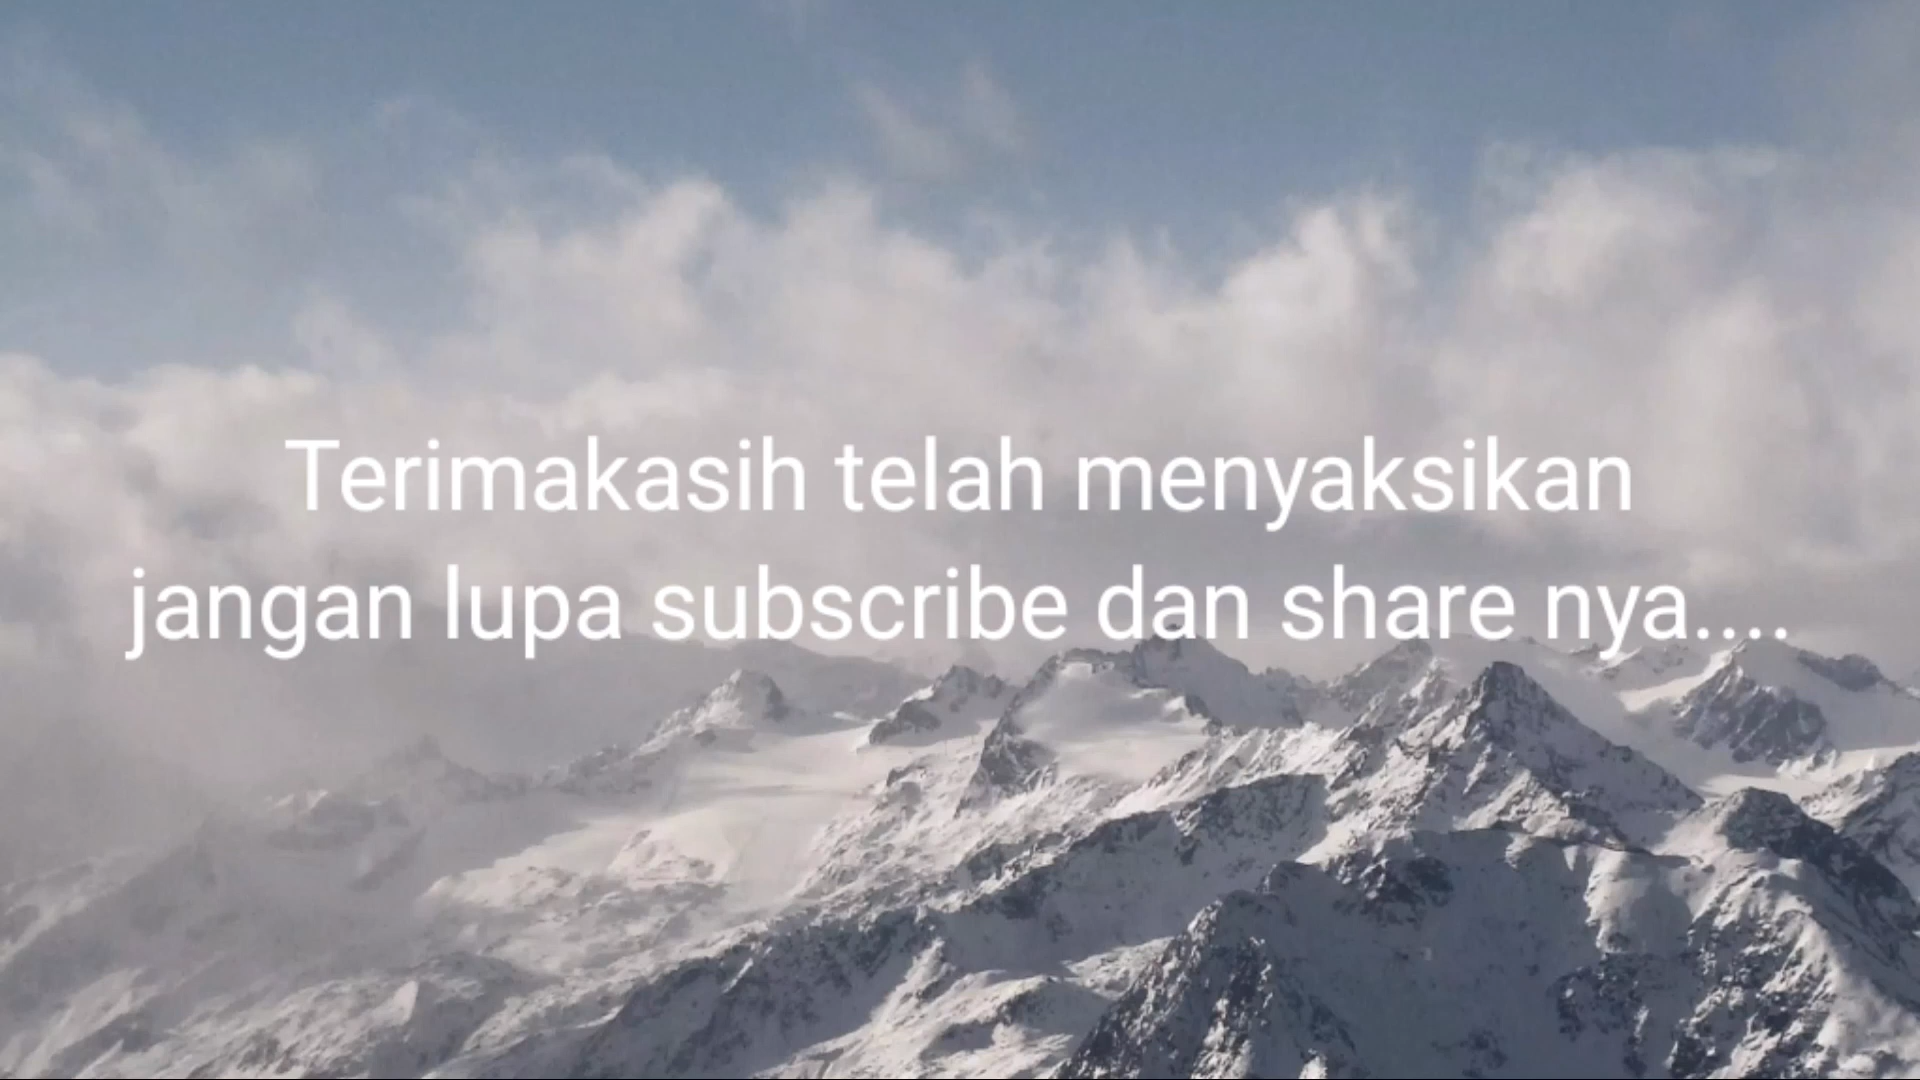 Terimakasih telah menyaksikan
jangan lupa subscribe dan share nya....